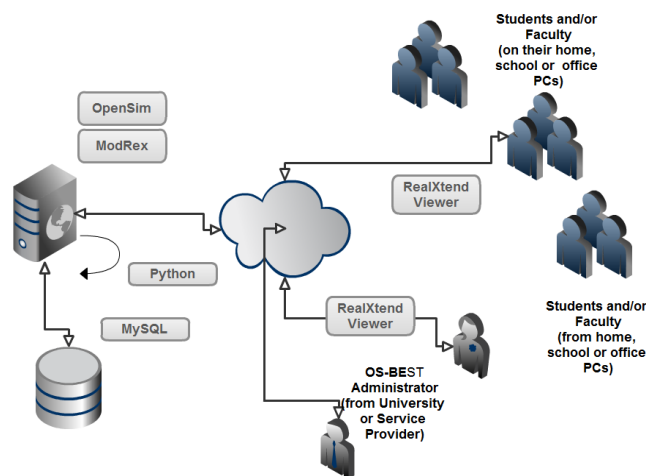 Students and/or
Faculty
(on their home,
school or office
PCs)
OpenSim
ModRex
RealXtend
Viewer
Python
MySQL
RealXtend
Viewer
Students and/or
Faculty
(from home,
school or office
PCs)
OS-BEST
Administrator
(from University
or Service
Provider)